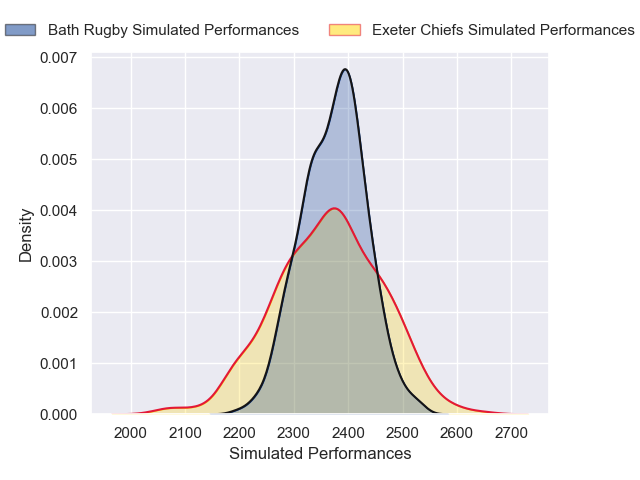 Bath Rugby Simulated Performances
Exeter Chiefs Simulated Performances
0.007
0.006
0.005
0.004
0.003
0.002
0.001
0.000
Density
2000 2100 2200 2300 2400 2500 2600 2700
Simulated Performances